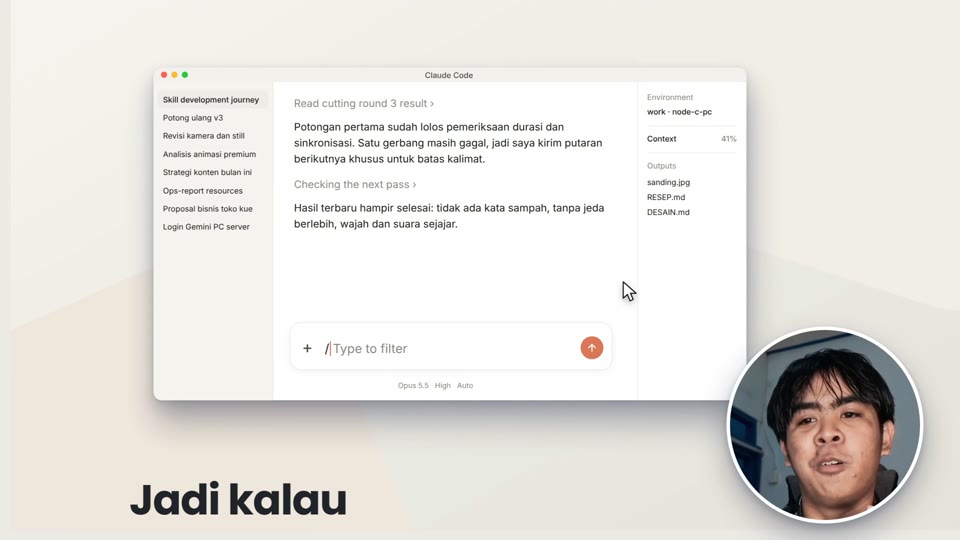 Claude Code
Skill development journey
Potong ulang v3
Revisi kamera dan still
Analisis animasi premium
Strategi konten bulan ini
Ops-report resources
Proposal bisnis toko kue
Login Gemini PC server
Read cutting round 3 result ›
Potongan pertama sudah lolos pemeriksaan durasi dan
sinkronisasi. Satu gerbang masih gagal, jadi saya kirim putaran
berikutnya khusus untuk batas kalimat.
Checking the next pass ›
Hasil terbaru hampir selesai: tidak ada kata sampah, tanpa jeda
berlebih, wajah dan suara sejajar.
+ / Type to filter
Opus 5.5 High Auto
Environment
work · node-c-pc
Context 41%
Outputs
sanding.jpg
RESEP.md
DESAIN.md
Jadi kalau